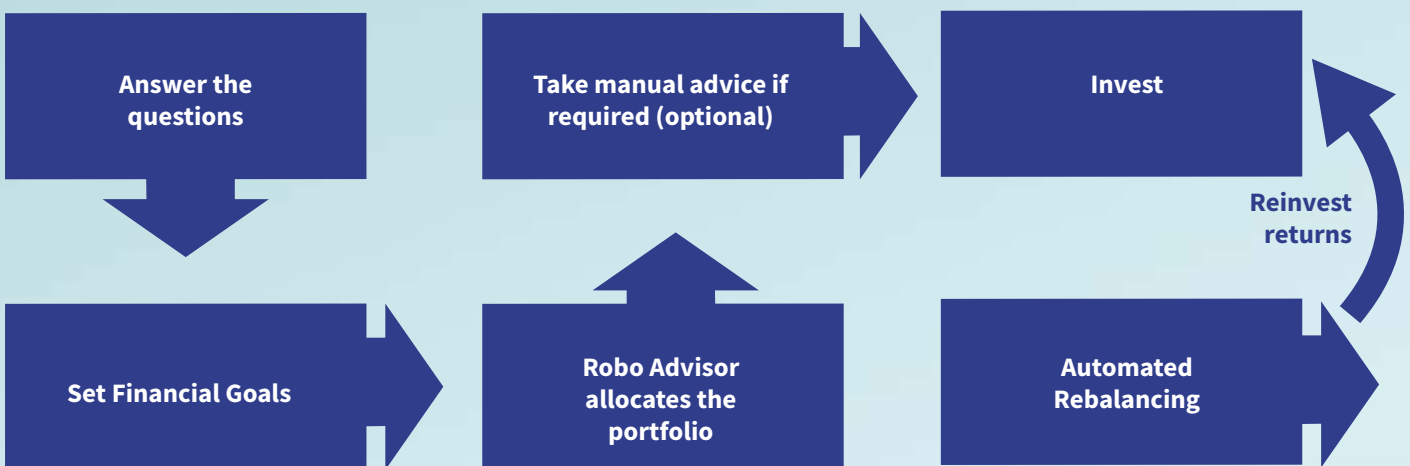 Answer the
questions
Take manual advice if
required (optional)
Invest
Reinvest
returns
Set Financial Goals
Robo Advisor
allocates the
portfolio
Automated
Rebalancing